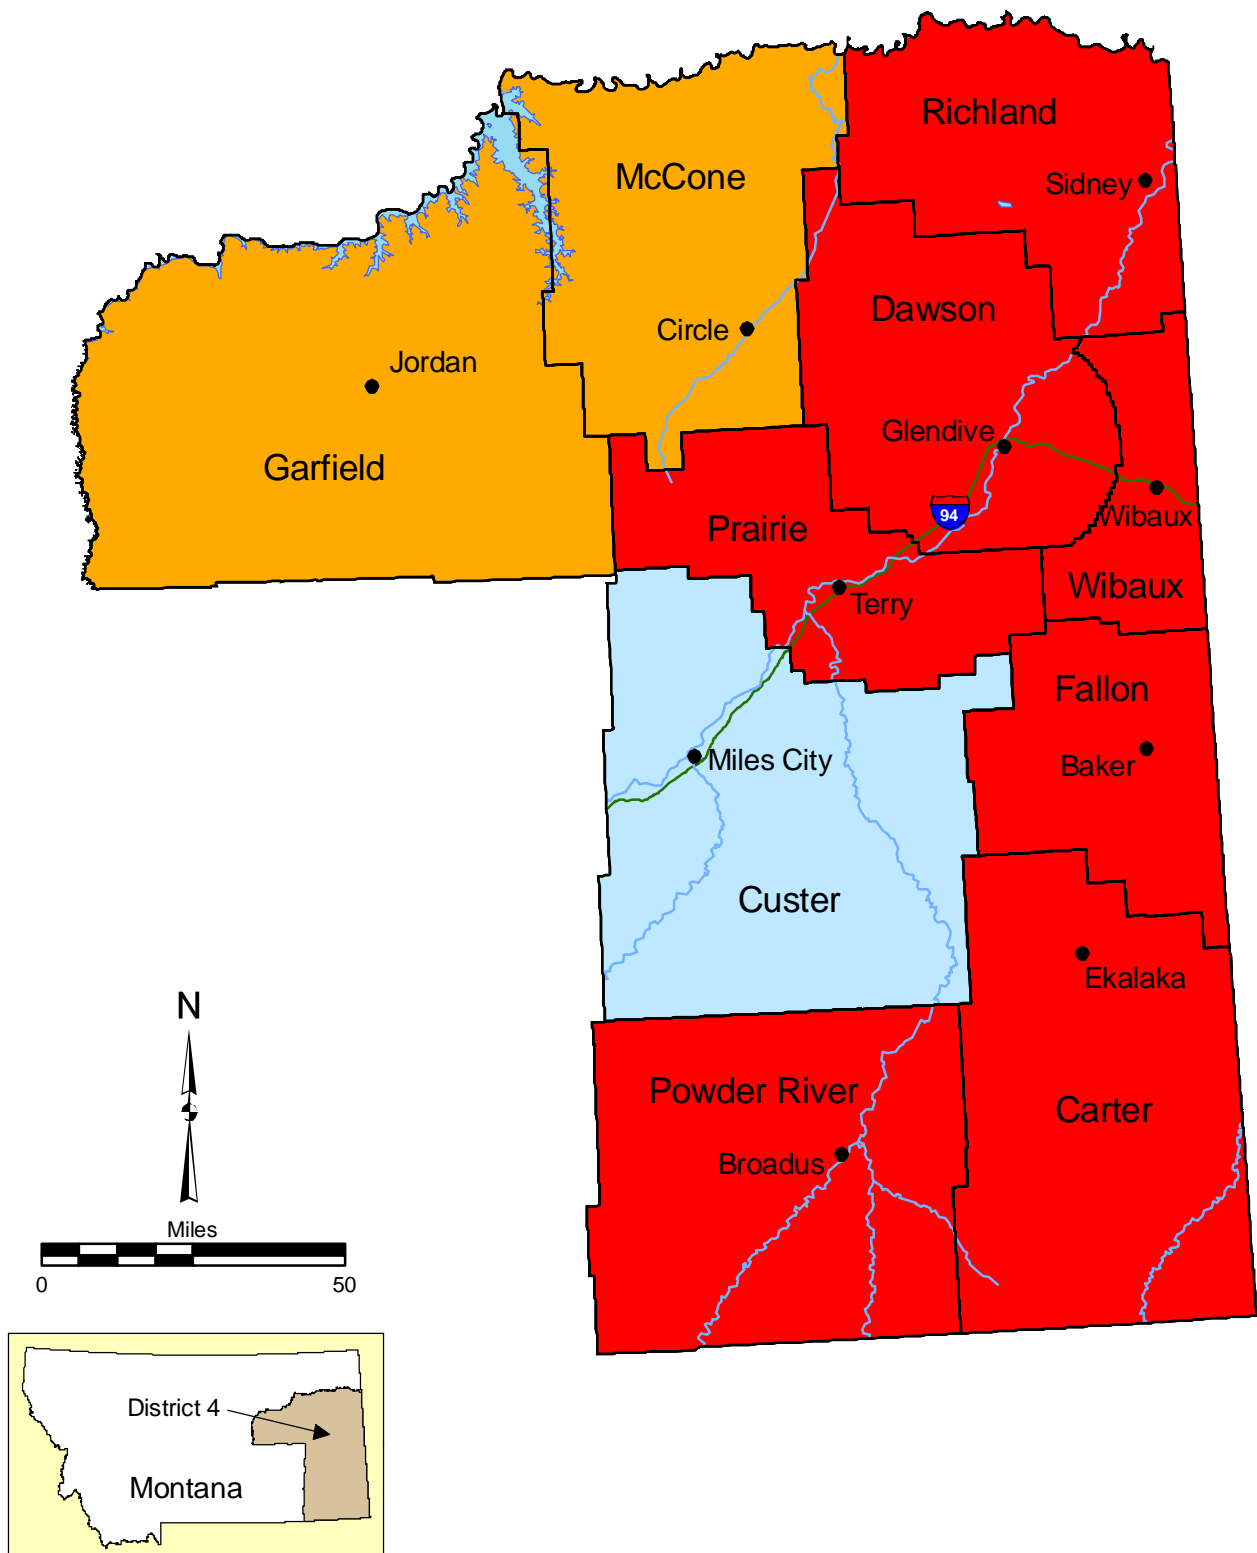 Richland
McCone
Sidney
Dawson
Circle
Jordan
Glendive
Garfield
94
Wibaux
Prairie
Wibaux
Terry
Fallon
Miles City
Baker
Custer
Ekalaka
N
Powder River
Carter
Broadus
Miles
0 50
District 4
Montana